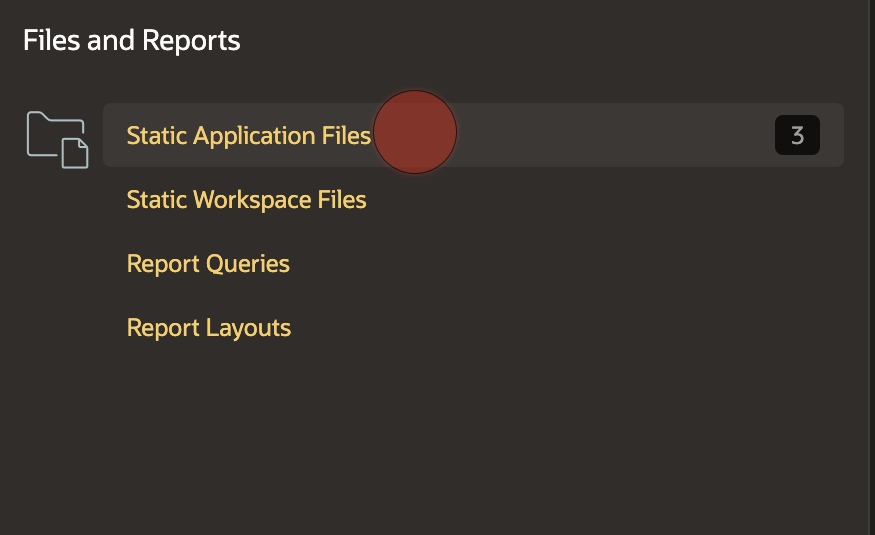 Files and Reports
Static Application Files 3
Static Workspace Files
Report Queries
Report Layouts